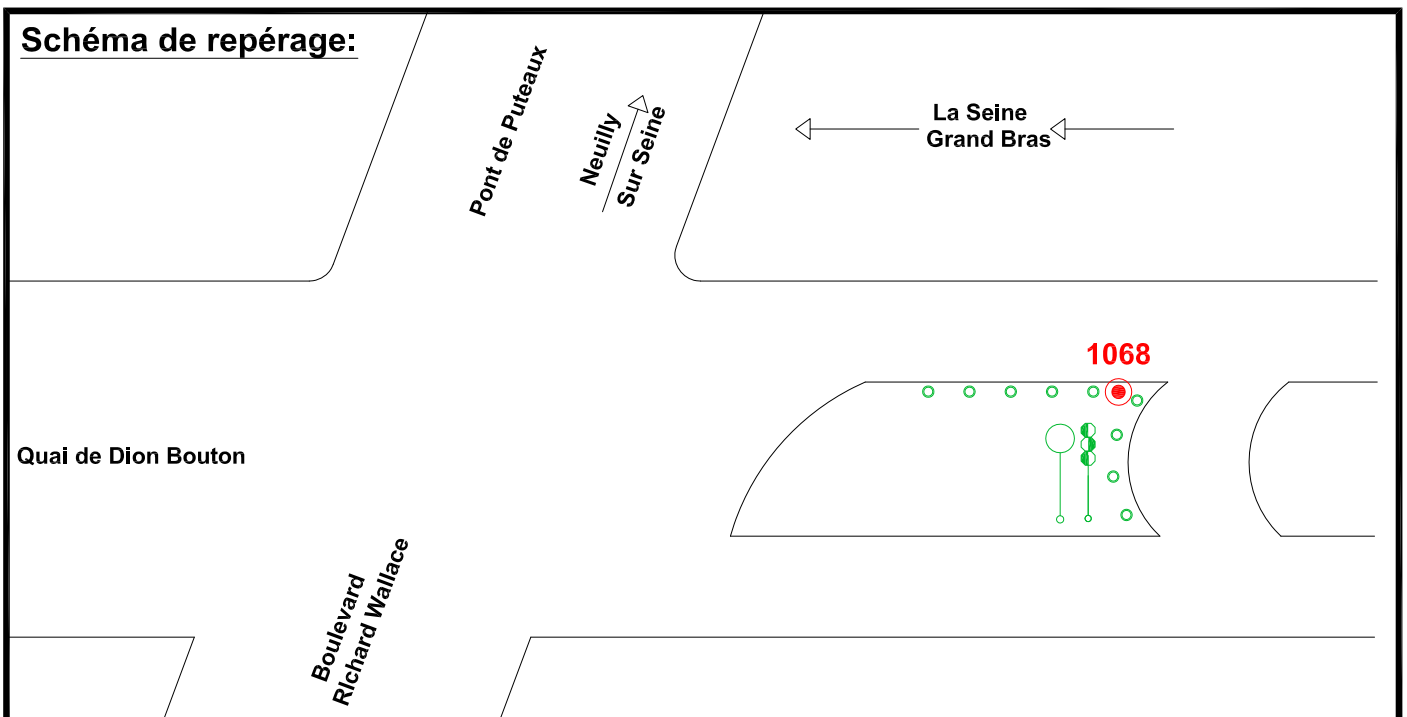 Schéma de repérage:
Pont de Puteaux
Neuilly
Sur Seine
La Seine
Grand Bras
1068
Quai de Dion Bouton
Boulevard
RIchard Wallace